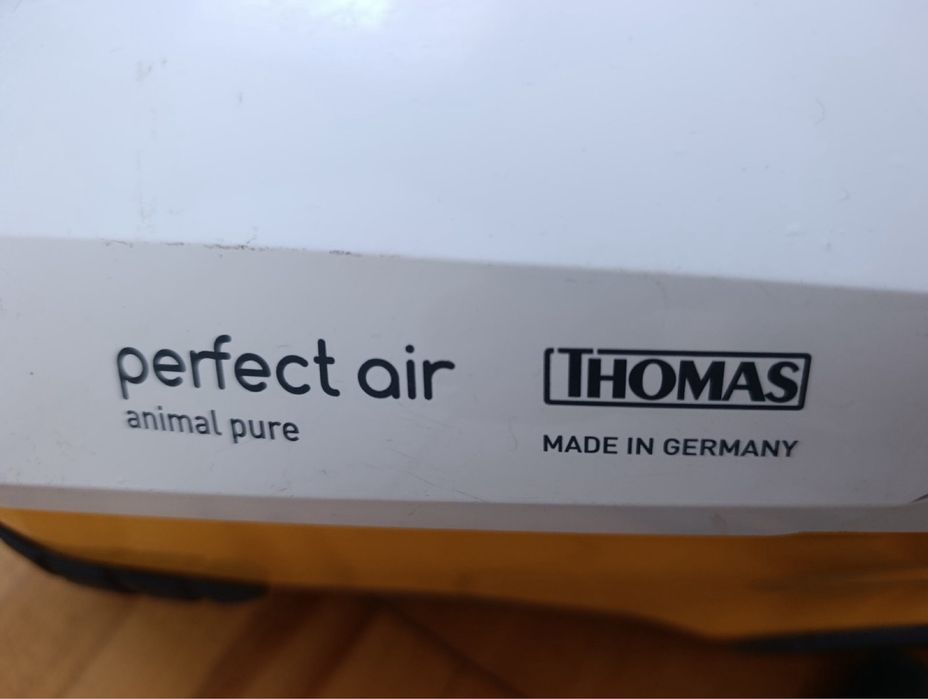 perfect air
animal pure
THOMAS
MADE IN GERMANY